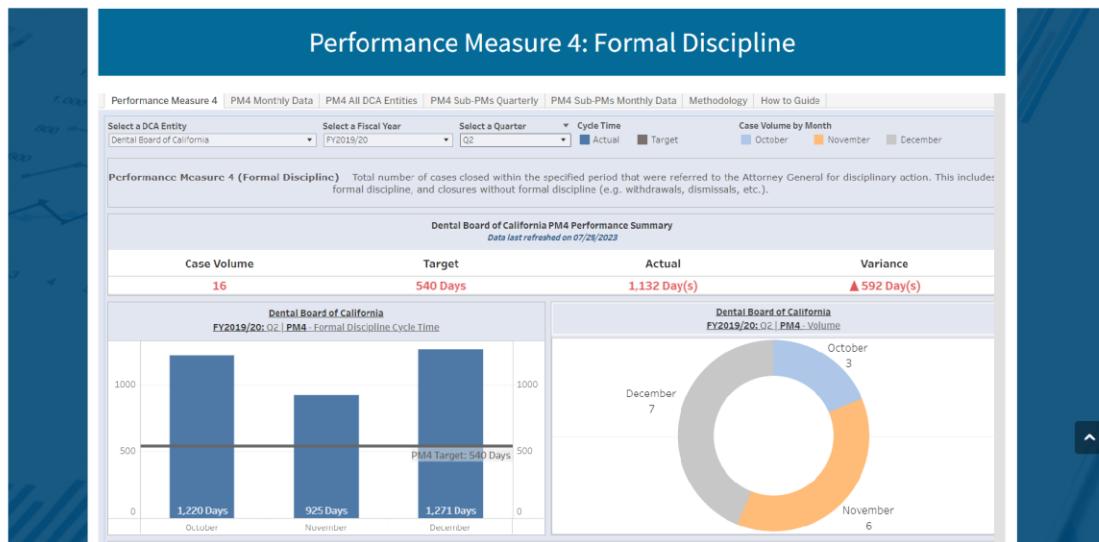 Performance Measure 4: Formal Discipline
Performance Measure 4 PM4 Monthly Data PM4 All DCA Entities PM4 Sub-PMs Quarterly PM4 Sub-PMs Monthly Data Methodology How to Guide
Select a DCA Entity Select a Fiscal Year Select a Quarter Cycle Time Case Volume by Month
Dental Board of California FY2019/20 Q2 Actual Target October November December
Performance Measure 4 (Formal Discipline) Total number of cases closed within the specified period that were referred to the Attorney General for disciplinary action. This includes
formal discipline, and closures without formal discipline (e.g. withdrawals, dismissals, etc.).
Dental Board of California PM4 Performance Summary
Data last refreshed on 07/28/2023
Case Volume Target Actual Variance
16 540 Days 1,132 Day(s) ▲ 592 Day(s)
Dental Board of California
FY2019/20: Q2 | PM4 - Formal Discipline Cycle Time
1000 1000
500 500
0 0
PM4 Target: 540 Days
1,220 Days 925 Days 1,271 Days
October November December
Dental Board of California
FY2019/20: Q2 | PM4 - Volume
October
3
December
7
November
6